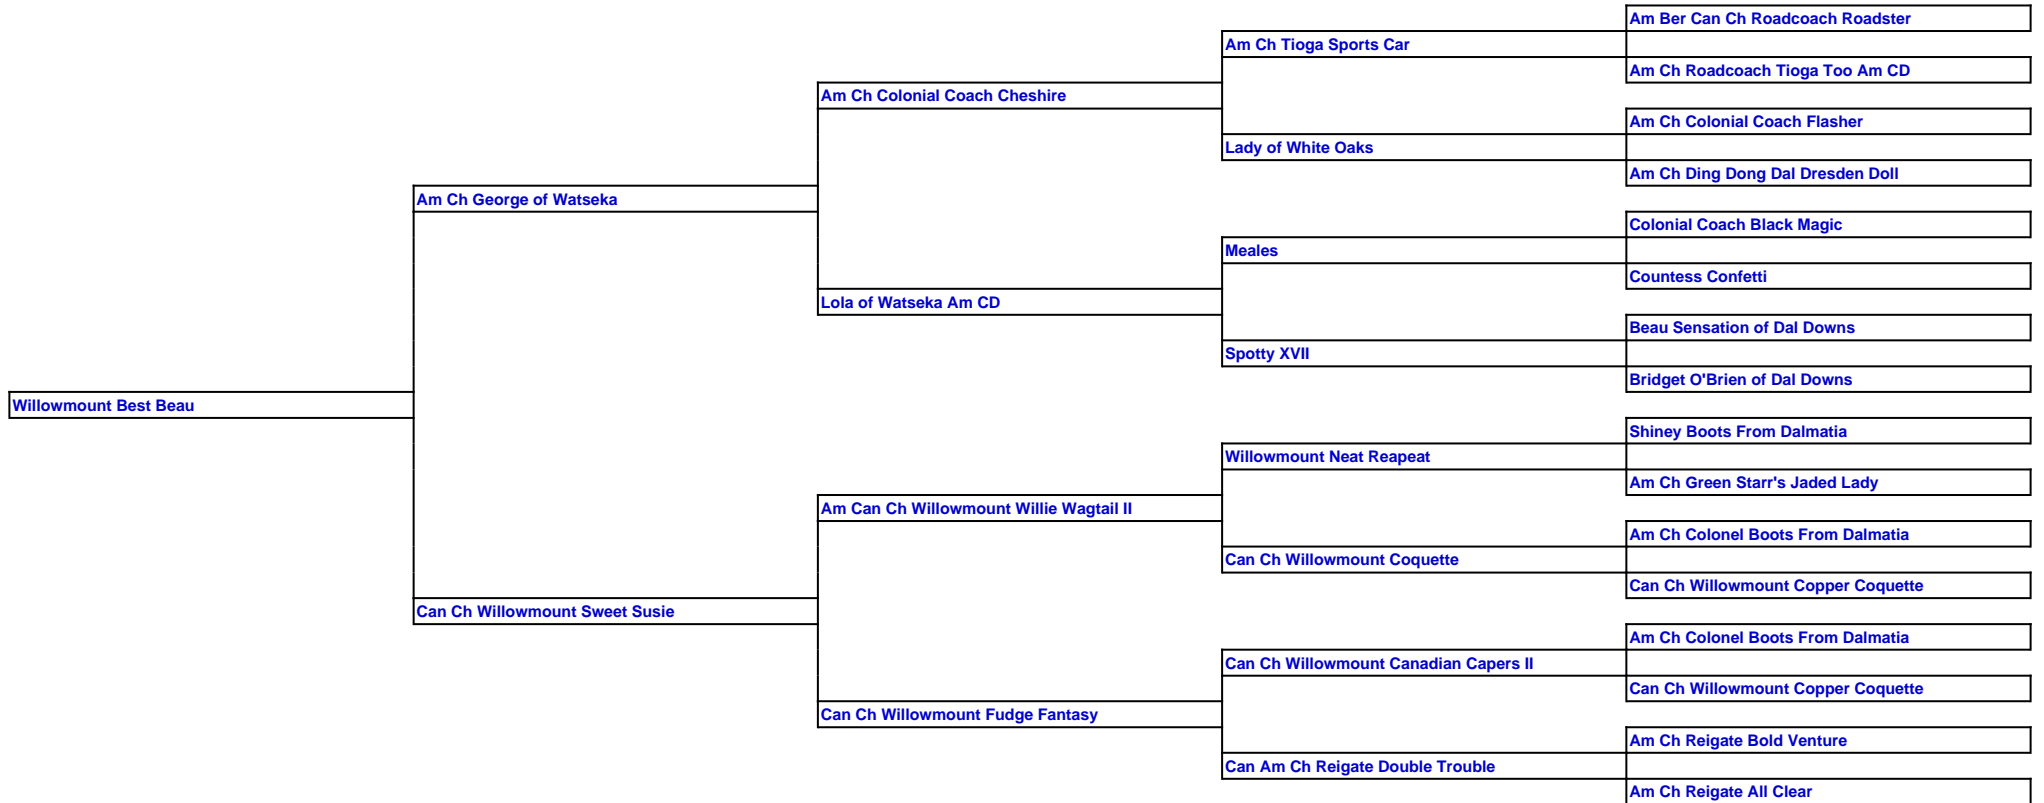 Am Ber Can Ch Roadcoach Roadster
Am Ch Tioga Sports Car
Am Ch Roadcoach Tioga Too Am CD
Am Ch Colonial Coach Cheshire
Am Ch Colonial Coach Flasher
Lady of White Oaks
Am Ch Ding Dong Dal Dresden Doll
Am Ch George of Watseka
Colonial Coach Black Magic
Meales
Countess Confetti
Lola of Watseka Am CD
Beau Sensation of Dal Downs
Spotty XVII
Bridget O'Brien of Dal Downs
Willowmount Best Beau
Shiney Boots From Dalmatia
Willowmount Neat Reapeat
Am Ch Green Starr's Jaded Lady
Am Can Ch Willowmount Willie Wagtail II
Am Ch Colonel Boots From Dalmatia
Can Ch Willowmount Coquette
Can Ch Willowmount Copper Coquette
Can Ch Willowmount Sweet Susie
Am Ch Colonel Boots From Dalmatia
Can Ch Willowmount Canadian Capers II
Can Ch Willowmount Copper Coquette
Can Ch Willowmount Fudge Fantasy
Am Ch Reigate Bold Venture
Can Am Ch Reigate Double Trouble
Am Ch Reigate All Clear